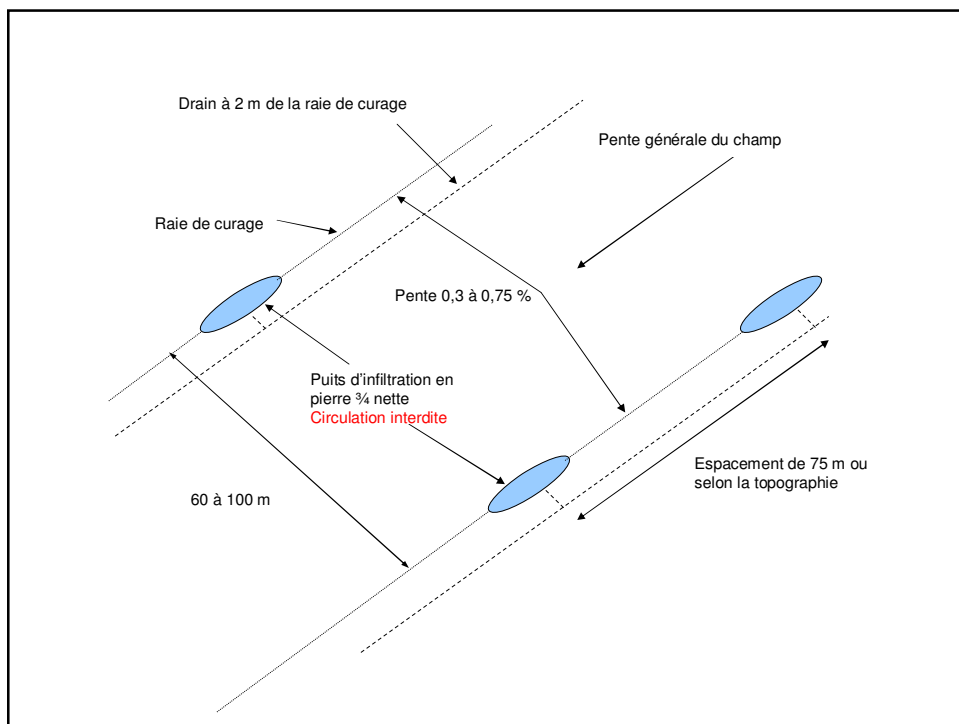 Drain à 2 m de la raie de curage
Pente générale du champ
Raie de curage
Pente 0,3 à 0,75 %
Puits d'infiltration en
pierre ¾ nette
Circulation interdite
Espacement de 75 m ou
selon la topographie
60 à 100 m